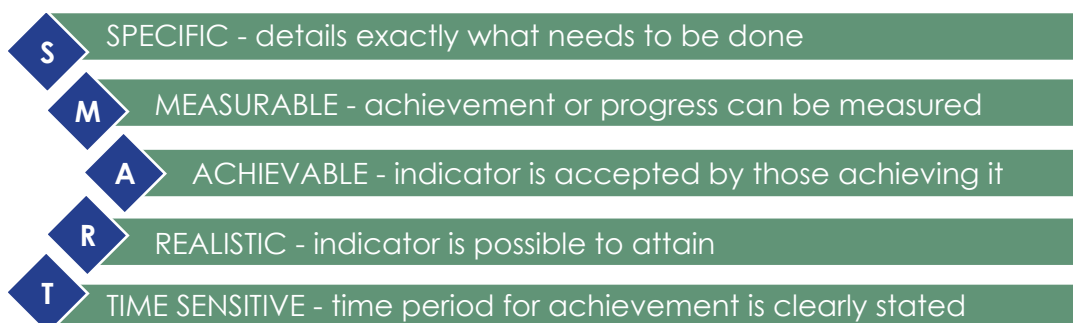 S SPECIFIC - details exactly what needs to be done
M MEASURABLE - achievement or progress can be measured
A ACHIEVABLE - indicator is accepted by those achieving it
R REALISTIC - indicator is possible to attain
T TIME SENSITIVE - time period for achievement is clearly stated